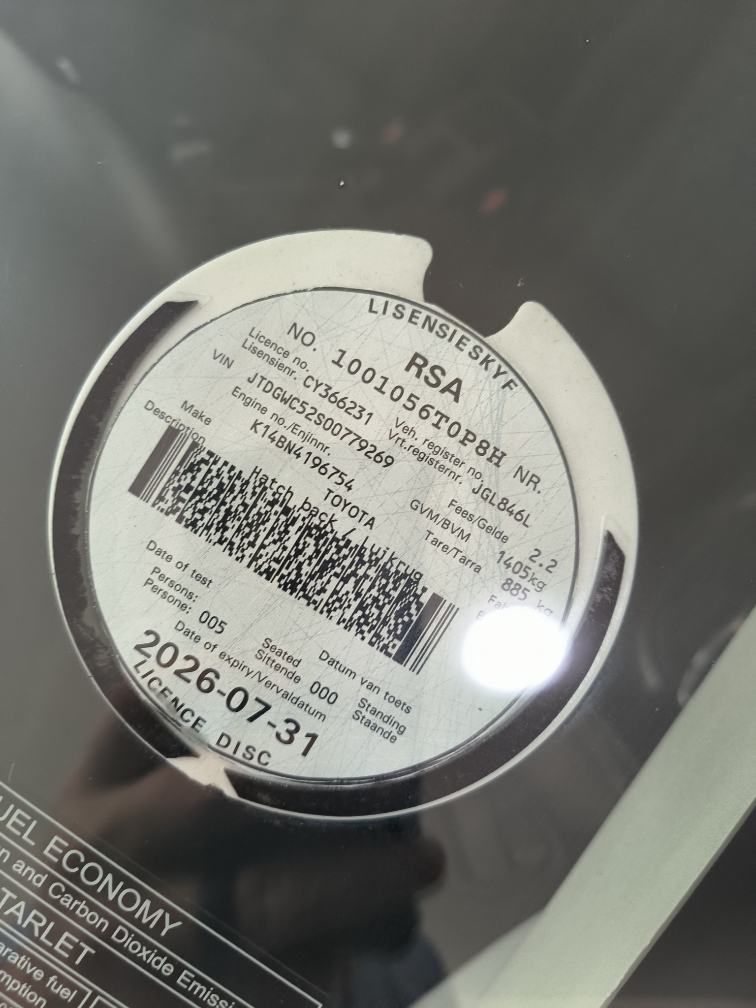 LISENSIESKYF
RSA
NO. 1001056T0P8H NR.
Licence no. Veh. register no.
Lisensienr. CY366231 Vrt.registernr. JGL846L
VIN JTDGWC52S00779269 Fees/Gelde 2.2
Engine no./Enjinnr. GVM/BVM 1405kg
K14BN4196754 Tare/Tarra 885 kg
Make TOYOTA
Description Hatch back / Luikrug
Date of test Datum van toets
Persons: Seated Standing
Persone: 005 Sittende 000 Staande
Date of expiry/Vervaldatum
2026-07-31
LICENCE DISC
UEL ECONOMY
n and Carbon Dioxide Emissi
TARLET
arative fuel
mption